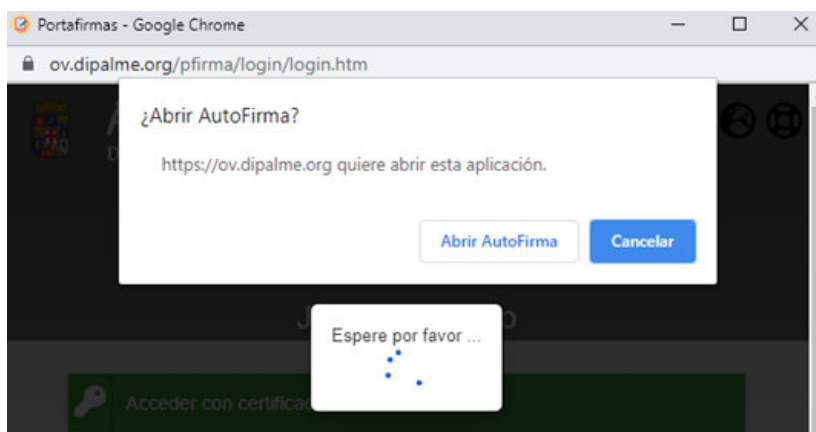 Portafirmas - Google Chrome
ov.dipalme.org/pfirma/login/login.htm
¿Abrir AutoFirma?
https://ov.dipalme.org quiere abrir esta aplicación.
Abrir AutoFirma Cancelar
Espere por favor ...
Acceder con